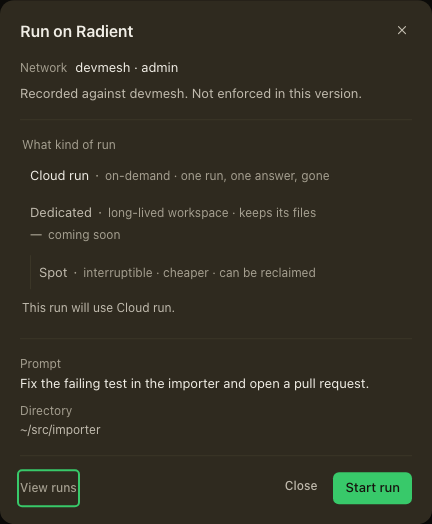 Run on Radient
Network devmesh · admin
Recorded against devmesh. Not enforced in this version.
What kind of run
Cloud run · on-demand · one run, one answer, gone
Dedicated · long-lived workspace · keeps its files
— coming soon
Spot · interruptible · cheaper · can be reclaimed
This run will use Cloud run.
Prompt
Fix the failing test in the importer and open a pull request.
Directory
~/src/importer
View runs Close Start run